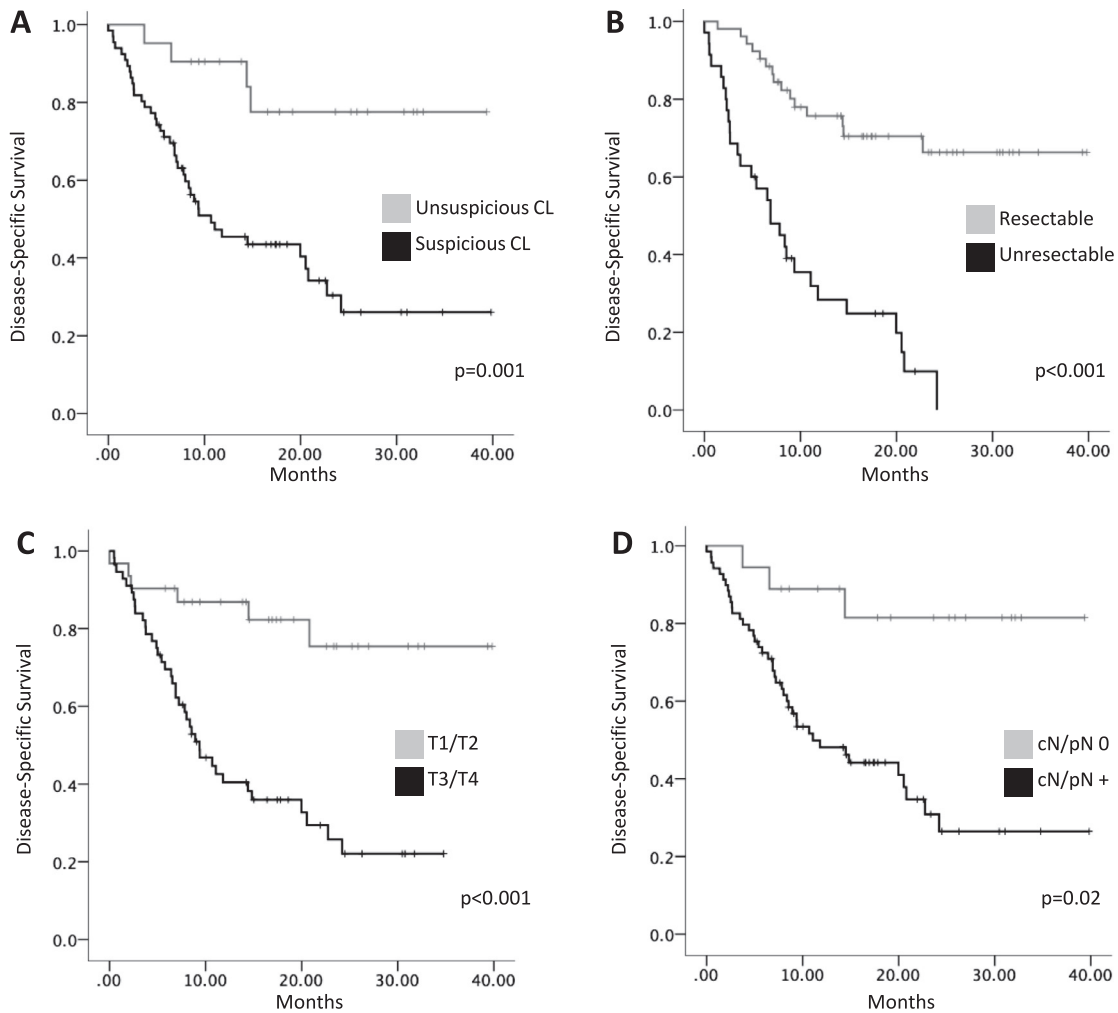 A
Disease-Specific Survival
1.0
0.8
0.6
0.4
0.2
0.0
Unsuspicious CL
Suspicious CL
p=0.001
.00 10.00 20.00 30.00 40.00
Months
B
Disease-Specific Survival
1.0
0.8
0.6
0.4
0.2
0.0
Resectable
Unresectable
p<0.001
.00 10.00 20.00 30.00 40.00
Months
C
Disease-Specific Survival
1.0
0.8
0.6
0.4
0.2
0.0
T1/T2
T3/T4
p<0.001
.00 10.00 20.00 30.00 40.00
Months
D
Disease-Specific Survival
1.0
0.8
0.6
0.4
0.2
0.0
cN/pN 0
cN/pN +
p=0.02
.00 10.00 20.00 30.00 40.00
Months